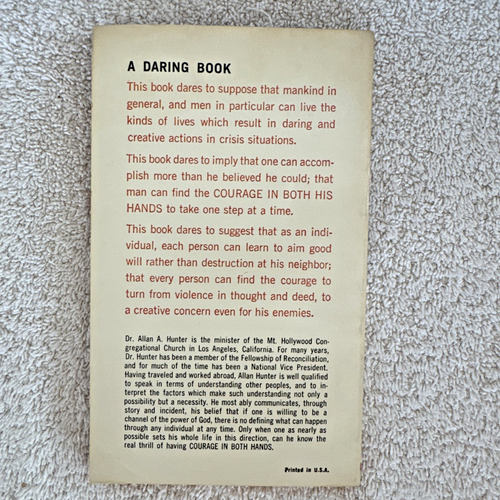 A DARING BOOK
This book dares to suppose that mankind in
general, and men in particular can live the
kinds of lives which result in daring and
creative actions in crisis situations.
This book dares to imply that one can accom-
plish more than he believed he could; that
man can find the COURAGE IN BOTH HIS
HANDS to take one step at a time.
This book dares to suggest that as an indi-
vidual, each person can learn to aim good
will rather than destruction at his neighbor;
that every person can find the courage to
turn from violence in thought and deed, to
a creative concern even for his enemies.
Dr. Allan A. Hunter is the minister of the Mt. Hollywood Con-
gregational Church in Los Angeles, California. For many years,
Dr. Hunter has been a member of the Fellowship of Reconciliation,
and for much of the time has been a National Vice President.
Having traveled and worked abroad, Allan Hunter is well qualified
to speak in terms of understanding other peoples, and to in-
terpret the factors which make such understanding not only a
possibility but a necessity. He most ably communicates, through
story and incident, his belief that if one is willing to be a
channel of the power of God, there is no defining what can happen
through any individual at any time. Only when one as nearly as
possible sets his whole life in this direction, can he know the
real thrill of having COURAGE IN BOTH HANDS.
Printed in U.S.A.